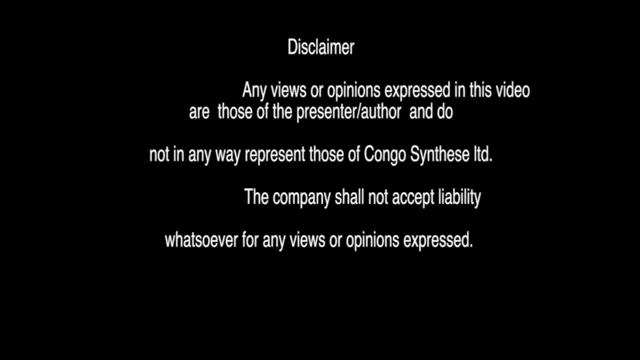 Disclaimer
Any views or opinions expressed in this video
are those of the presenter/author and do
not in any way represent those of Congo Synthese ltd.
The company shall not accept liability
whatsoever for any views or opinions expressed.